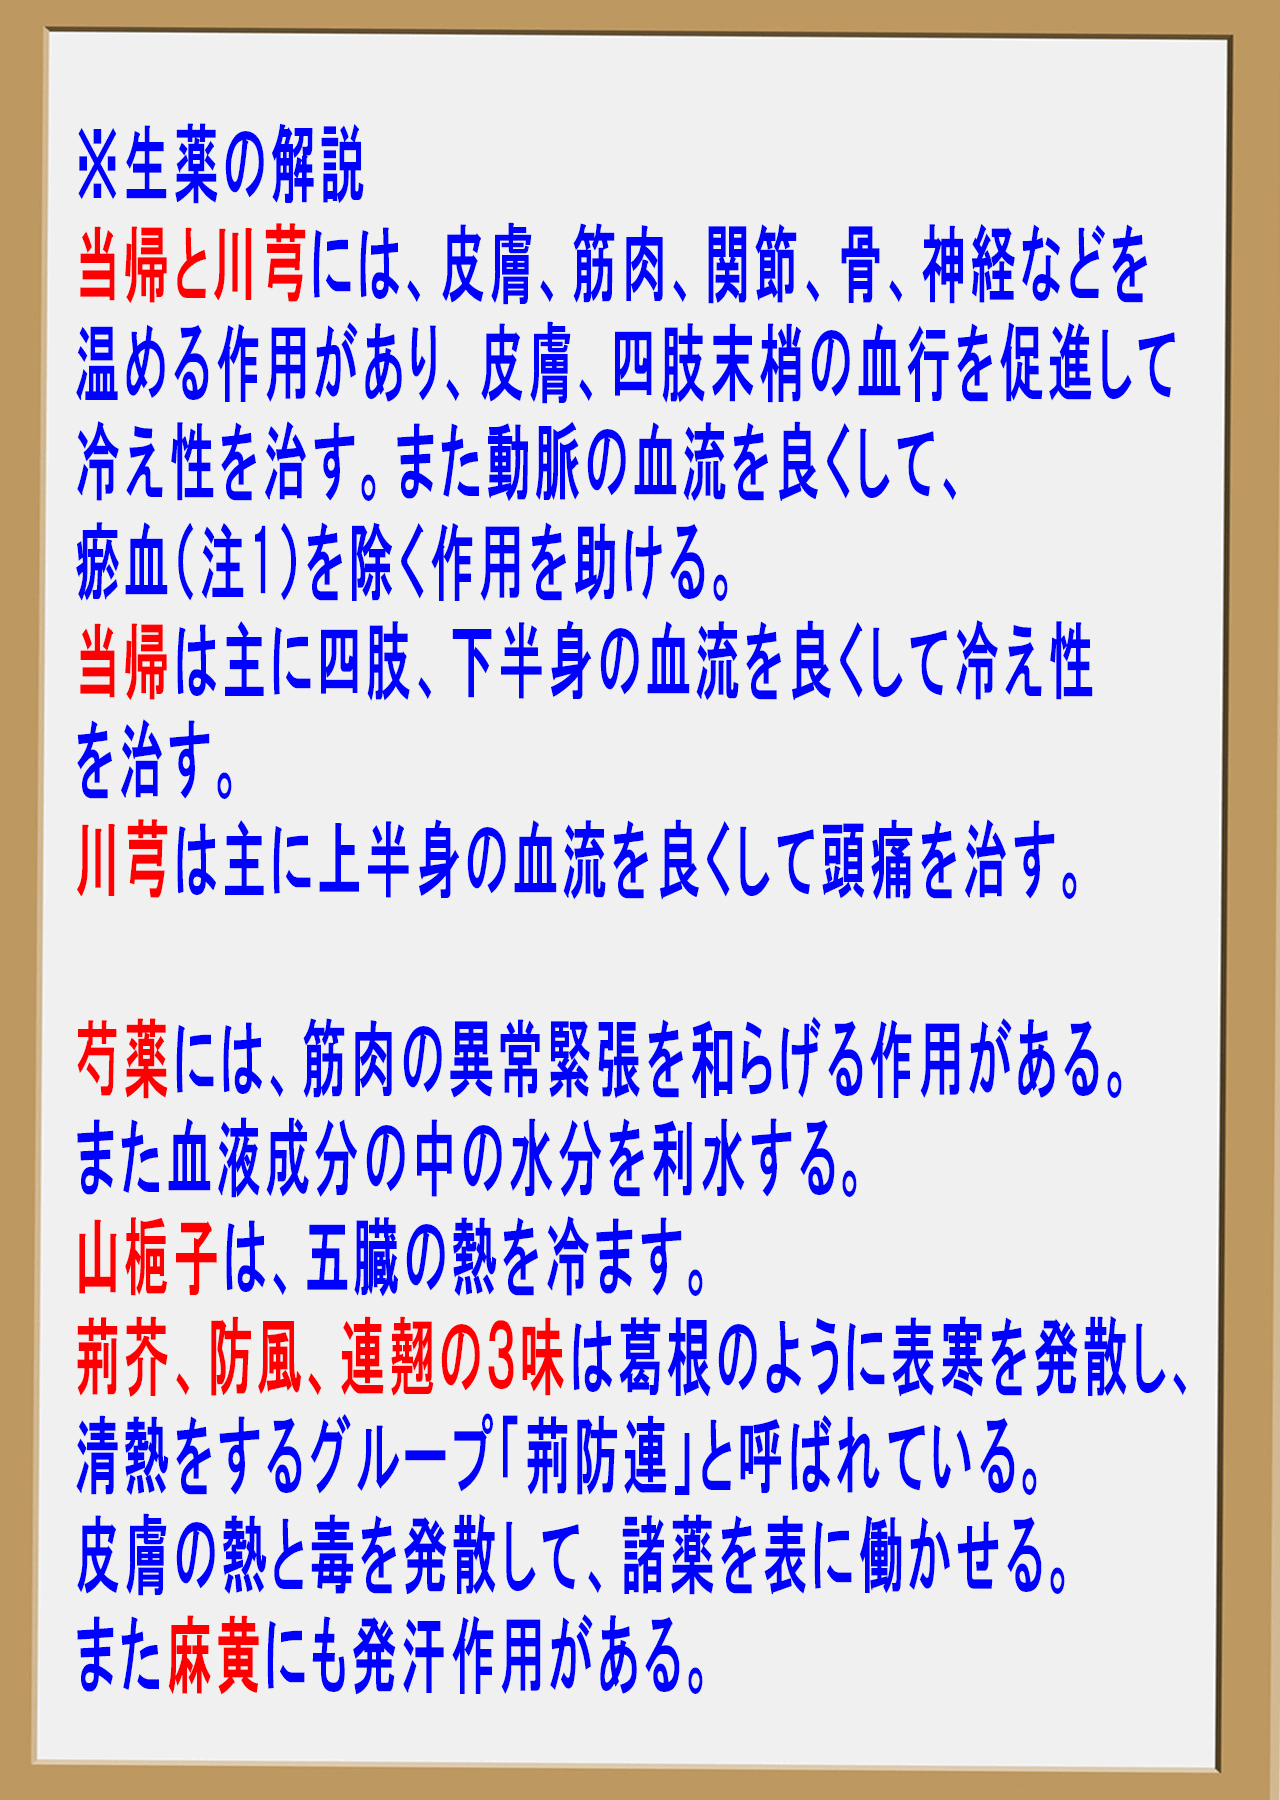 ※生薬の解説
当帰と川芎には、皮膚、筋肉、関節、骨、神経などを
温める作用があり、皮膚、四肢末梢の血行を促進して
冷え性を治す。また動脈の血流を良くして、
瘀血（注１）を除く作用を助ける。
当帰は主に四肢、下半身の血流を良くして冷え性
を治す。
川芎は主に上半身の血流を良くして頭痛を治す。
芍薬には、筋肉の異常緊張を和らげる作用がある。
また血液成分の中の水分を利水する。
山梔子は、五臓の熱を冷ます。
荊芥、防風、連翹の３味は葛根のように表寒を発散し、
清熱をするグループ「荊防連」と呼ばれている。
皮膚の熱と毒を発散して、諸薬を表に働かせる。
また麻黄にも発汗作用がある。